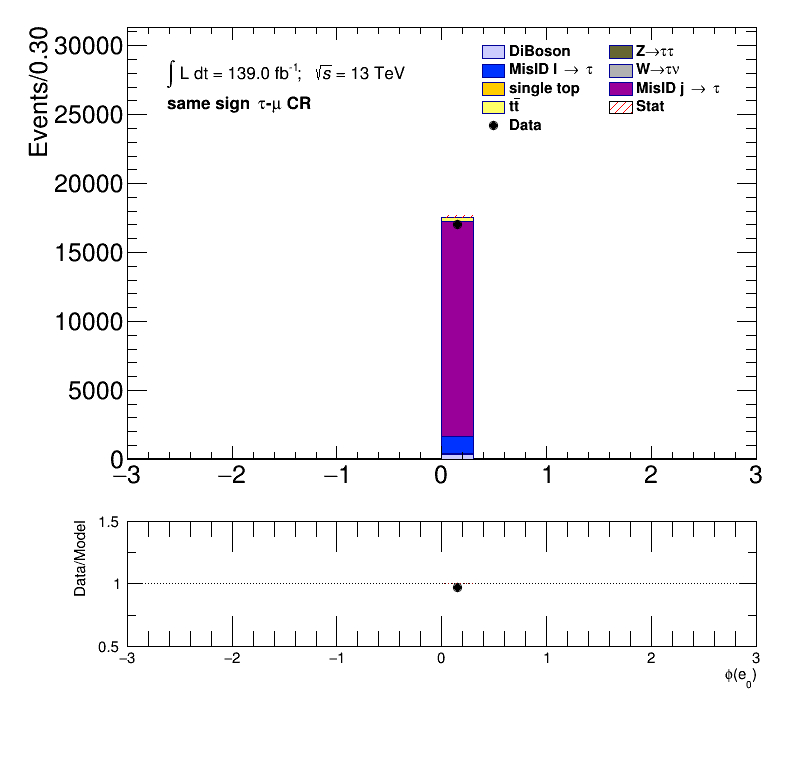 Events/0.30
30000
25000
20000
15000
10000
5000
0
∫ L dt = 139.0 fb⁻¹; √s = 13 TeV
same sign τ-μ CR
DiBoson
MisID l → τ
single top
tt̄
Data
Z→ττ
W→τν
MisID j → τ
Stat
−3 −2 −1 0 1 2 3
Data/Model
1.5
1
0.5
−3 −2 −1 0 1 2 3
ϕ(e₀)